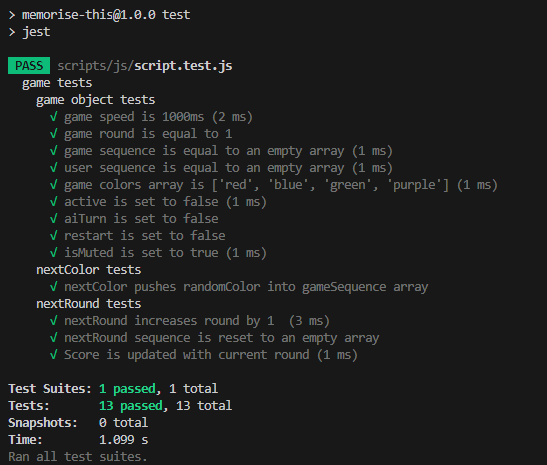 > memorise-this@1.0.0 test
> jest
PASS scripts/js/script.test.js
game tests
game object tests
√ game speed is 1000ms (2 ms)
√ game round is equal to 1
√ game sequence is equal to an empty array (1 ms)
√ user sequence is equal to an empty array (1 ms)
√ game colors array is ['red', 'blue', 'green', 'purple'] (1 ms)
√ active is set to false (1 ms)
√ aiTurn is set to false
√ restart is set to false
√ isMuted is set to true (1 ms)
nextColor tests
√ nextColor pushes randomColor into gameSequence array
nextRound tests
√ nextRound increases round by 1  (3 ms)
√ nextRound sequence is reset to an empty array
√ Score is updated with current round (1 ms)
Test Suites: 1 passed, 1 total
Tests:       13 passed, 13 total
Snapshots:   0 total
Time:        1.099 s
Ran all test suites.